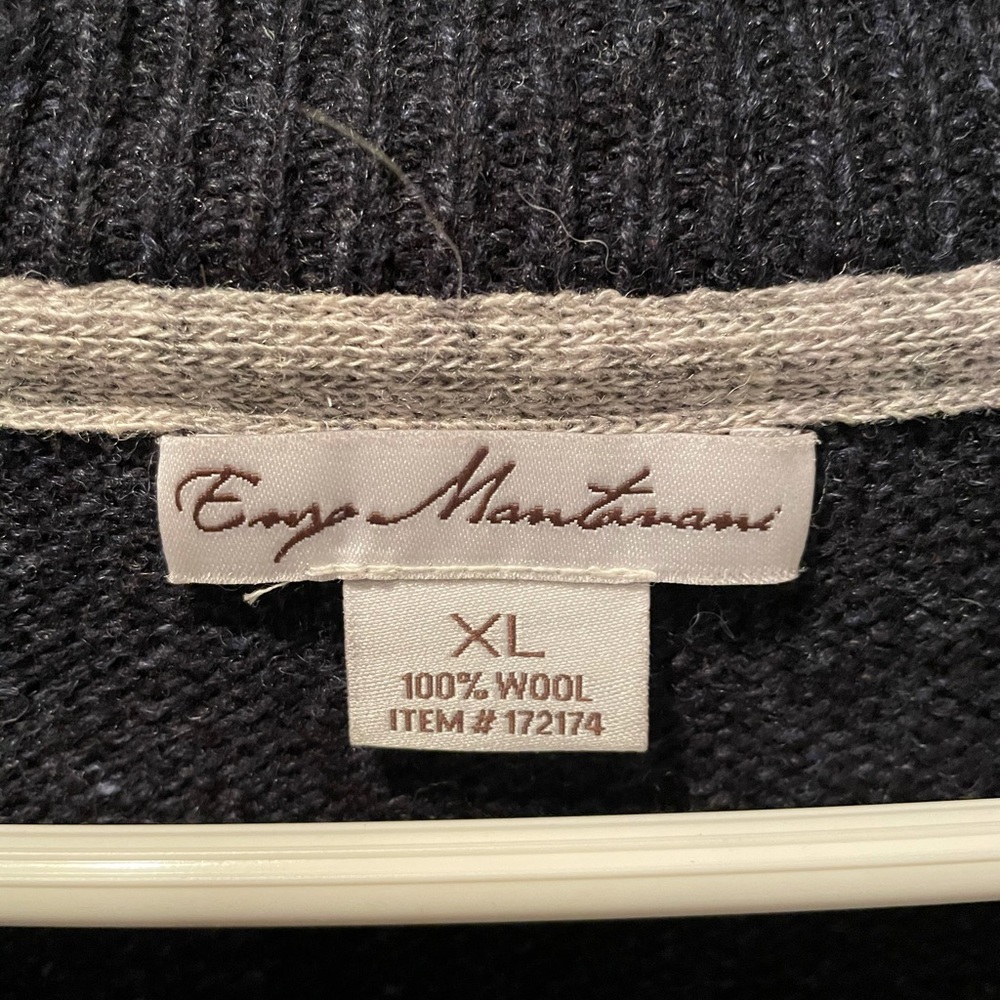 Enzo Mantovani
XL
100% WOOL
ITEM # 172174